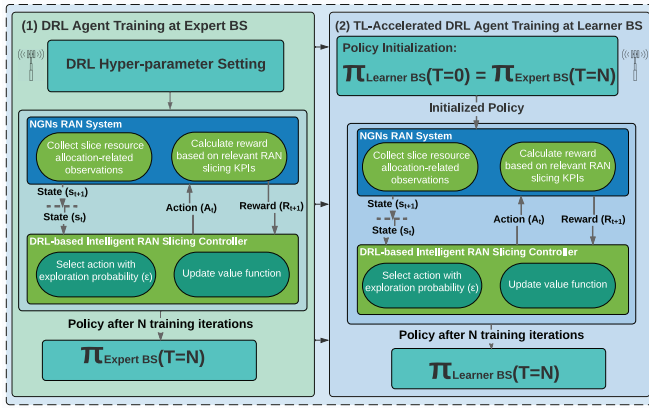 (1) DRL Agent Training at Expert BS
DRL Hyper-parameter Setting
NGNs RAN System
Collect slice resource
allocation-related
observations
Calculate reward
based on relevant RAN
slicing KPIs
State (st+1)
State (st)
Action (At)
Reward (Rt+1)
DRL-based Intelligent RAN Slicing Controller
Select action with
exploration probability (ε)
Update value function
Policy after N training iterations
πExpert BS(T=N)
(2) TL-Accelerated DRL Agent Training at Learner BS
Policy Initialization:
πLearner BS(T=0) = πExpert BS(T=N)
Initialized Policy
NGNs RAN System
Collect slice resource
allocation-related
observations
Calculate reward
based on relevant RAN
slicing KPIs
State (st+1)
State (st)
Action (At)
Reward (Rt+1)
DRL-based Intelligent RAN Slicing Controller
Select action with
exploration probability (ε)
Update value function
Policy after N training iterations
πLearner BS(T=N)